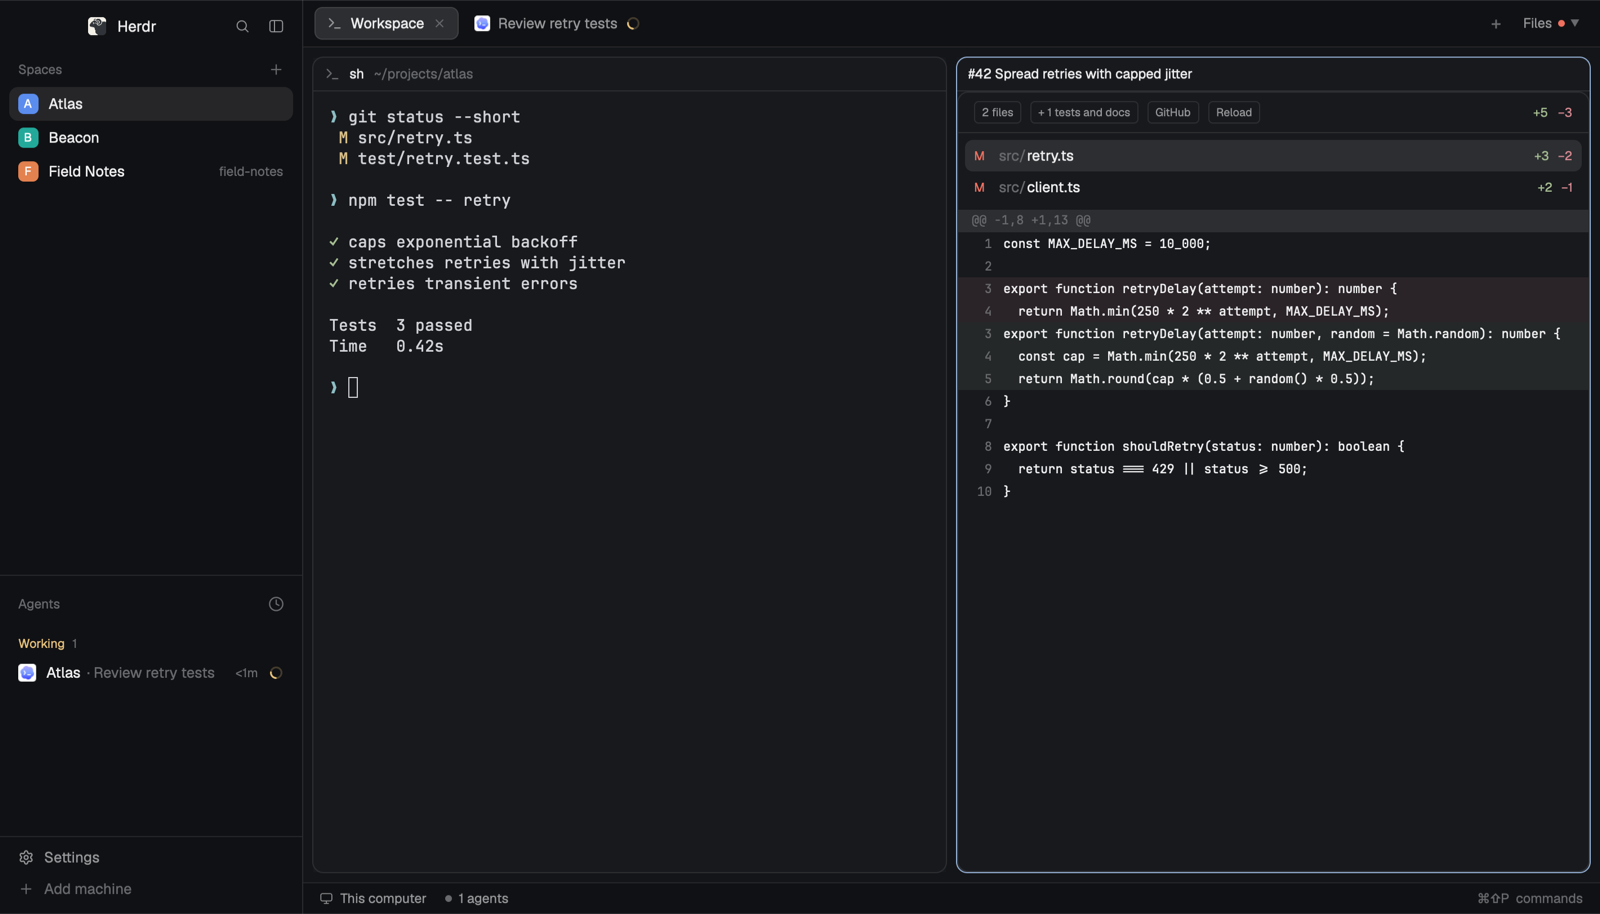 Herdr
Spaces
A Atlas
B Beacon
F Field Notes field-notes
Agents
Working 1
Atlas · Review retry tests <1m
Settings
+ Add machine
>_ Workspace ×
Review retry tests
+ Files ▼
>_ sh ~/projects/atlas
❯ git status --short
M src/retry.ts
M test/retry.test.ts
❯ npm test -- retry
✓ caps exponential backoff
✓ stretches retries with jitter
✓ retries transient errors
Tests 3 passed
Time 0.42s
❯
#42 Spread retries with capped jitter
2 files + 1 tests and docs GitHub Reload +5 −3
M src/retry.ts +3 −2
M src/client.ts +2 −1
@@ -1,8 +1,13 @@
1 const MAX_DELAY_MS = 10_000;
2
3 export function retryDelay(attempt: number): number {
4 return Math.min(250 * 2 ** attempt, MAX_DELAY_MS);
3 export function retryDelay(attempt: number, random = Math.random): number {
4 const cap = Math.min(250 * 2 ** attempt, MAX_DELAY_MS);
5 return Math.round(cap * (0.5 + random() * 0.5));
6 }
7
8 export function shouldRetry(status: number): boolean {
9 return status === 429 || status >= 500;
10 }
This computer ● 1 agents
⌘⇧P commands